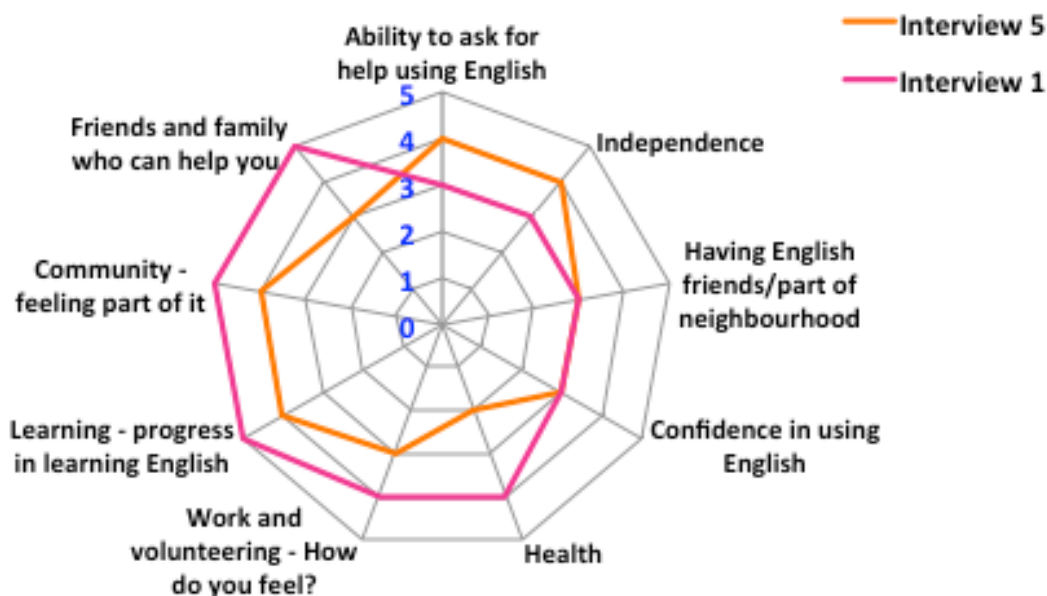 Interview 5
Interview 1
Ability to ask for
help using English
5
4
3
2
1
0
Independence
Having English
friends/part of
neighbourhood
Confidence in using
English
Health
Work and
volunteering - How
do you feel?
Learning - progress
in learning English
Community -
feeling part of it
Friends and family
who can help you